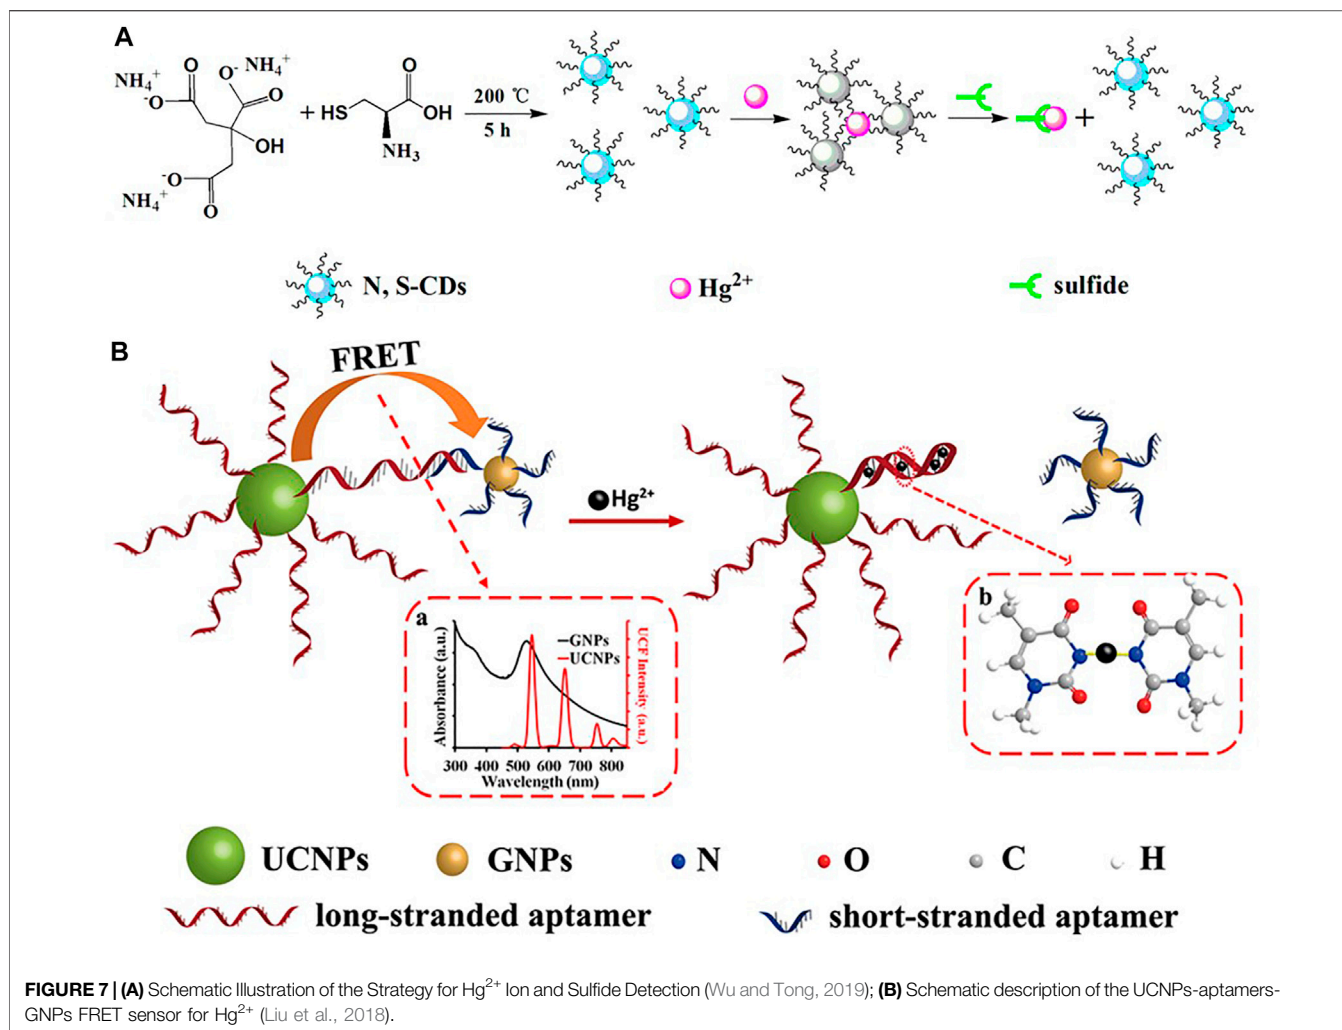 A
NH₄⁺
O
O⁻
NH₄⁺
⁻O
O
OH
⁻O
NH₄⁺
O
+
HS
O
OH
NH₃
200 ℃
5 h
+
N, S-CDs
Hg²⁺
sulfide
B
FRET
Hg²⁺
a
Absorbance (a.u.)
GNPs
UCNPs
UCF Intensity (a.u.)
300 400 500 600 700 800
Wavelength (nm)
b
UCNPs
GNPs
N
O
C
H
long-stranded aptamer
short-stranded aptamer
FIGURE 7 | (A) Schematic Illustration of the Strategy for Hg²⁺ Ion and Sulfide Detection (Wu and Tong, 2019); (B) Schematic description of the UCNPs-aptamers-
GNPs FRET sensor for Hg²⁺ (Liu et al., 2018).